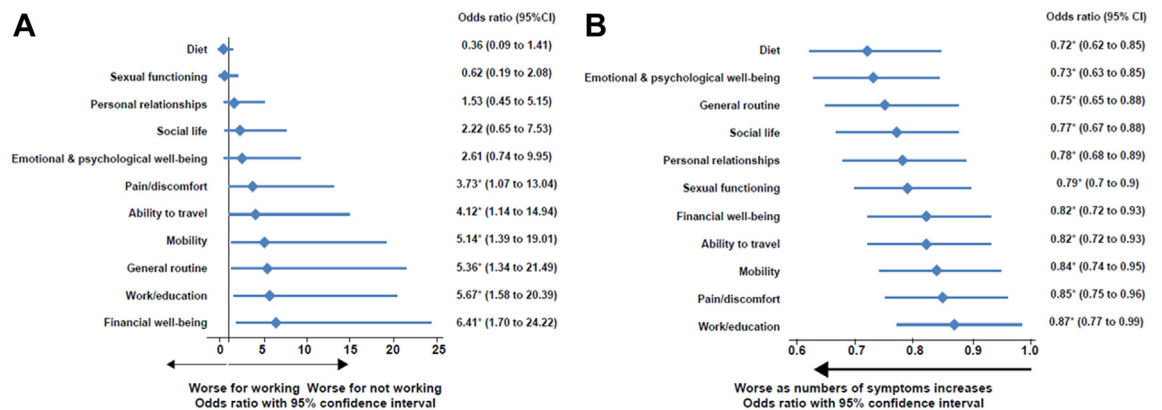 A
Odds ratio (95%CI)
Diet 0.36 (0.09 to 1.41)
Sexual functioning 0.62 (0.19 to 2.08)
Personal relationships 1.53 (0.45 to 5.15)
Social life 2.22 (0.65 to 7.53)
Emotional & psychological well-being 2.61 (0.74 to 9.95)
Pain/discomfort 3.73* (1.07 to 13.04)
Ability to travel 4.12* (1.14 to 14.94)
Mobility 5.14* (1.39 to 19.01)
General routine 5.36* (1.34 to 21.49)
Work/education 5.67* (1.58 to 20.39)
Financial well-being 6.41* (1.70 to 24.22)
0 5 10 15 20 25
Worse for working Worse for not working
Odds ratio with 95% confidence interval
B
Odds ratio (95% CI)
Diet 0.72* (0.62 to 0.85)
Emotional & psychological well-being 0.73* (0.63 to 0.85)
General routine 0.75* (0.65 to 0.88)
Social life 0.77* (0.67 to 0.88)
Personal relationships 0.78* (0.68 to 0.89)
Sexual functioning 0.79* (0.7 to 0.9)
Financial well-being 0.82* (0.72 to 0.93)
Ability to travel 0.82* (0.72 to 0.93)
Mobility 0.84* (0.74 to 0.95)
Pain/discomfort 0.85* (0.75 to 0.96)
Work/education 0.87* (0.77 to 0.99)
0.6 0.7 0.8 0.9 1.0
Worse as numbers of symptoms increases
Odds ratio with 95% confidence interval